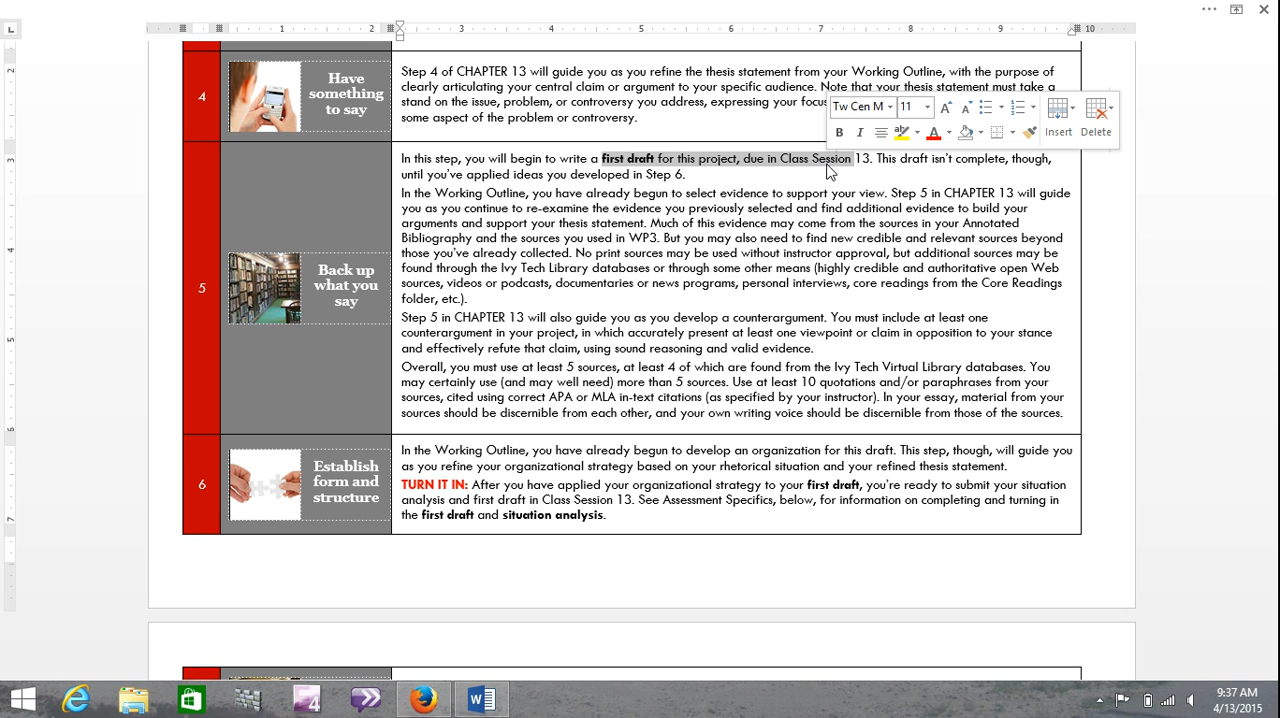 1 2 3 4 5 6 7 8 9 10
4
Have
something
to say
Step 4 of CHAPTER 13 will guide you as you refine the thesis statement from your Working Outline, with the purpose of
clearly articulating your central claim or argument to your specific audience. Note that your thesis statement must take a
stand on the issue, problem, or controversy you address, expressing your focus
some aspect of the problem or controversy.
Tw Cen M 11
Insert Delete
5
Back up
what you
say
In this step, you will begin to write a first draft for this project, due in Class Session 13. This draft isn't complete, though,
until you've applied ideas you developed in Step 6.
In the Working Outline, you have already begun to select evidence to support your view. Step 5 in CHAPTER 13 will guide
you as you continue to re-examine the evidence you previously selected and find additional evidence to build your
arguments and support your thesis statement. Much of this evidence may come from the sources in your Annotated
Bibliography and the sources you used in WP3. But you may also need to find new credible and relevant sources beyond
those you've already collected. No print sources may be used without instructor approval, but additional sources may be
found through the Ivy Tech Library databases or through some other means (highly credible and authoritative open Web
sources, videos or podcasts, documentaries or news programs, personal interviews, core readings from the Core Readings
folder, etc.).
Step 5 in CHAPTER 13 will also guide you as you develop a counterargument. You must include at least one
counterargument in your project, in which accurately present at least one viewpoint or claim in opposition to your stance
and effectively refute that claim, using sound reasoning and valid evidence.
Overall, you must use at least 5 sources, at least 4 of which are found from the Ivy Tech Virtual Library databases. You
may certainly use (and may well need) more than 5 sources. Use at least 10 quotations and/or paraphrases from your
sources, cited using correct APA or MLA in-text citations (as specified by your instructor). In your essay, material from your
sources should be discernible from each other, and your own writing voice should be discernible from those of the sources.
6
Establish
form and
structure
In the Working Outline, you have already begun to develop an organization for this draft. This step, though, will guide you
as you refine your organizational strategy based on your rhetorical situation and your refined thesis statement.
TURN IT IN: After you have applied your organizational strategy to your first draft, you're ready to submit your situation
analysis and first draft in Class Session 13. See Assessment Specifics, below, for information on completing and turning in
the first draft and situation analysis.
9:37 AM
4/13/2015